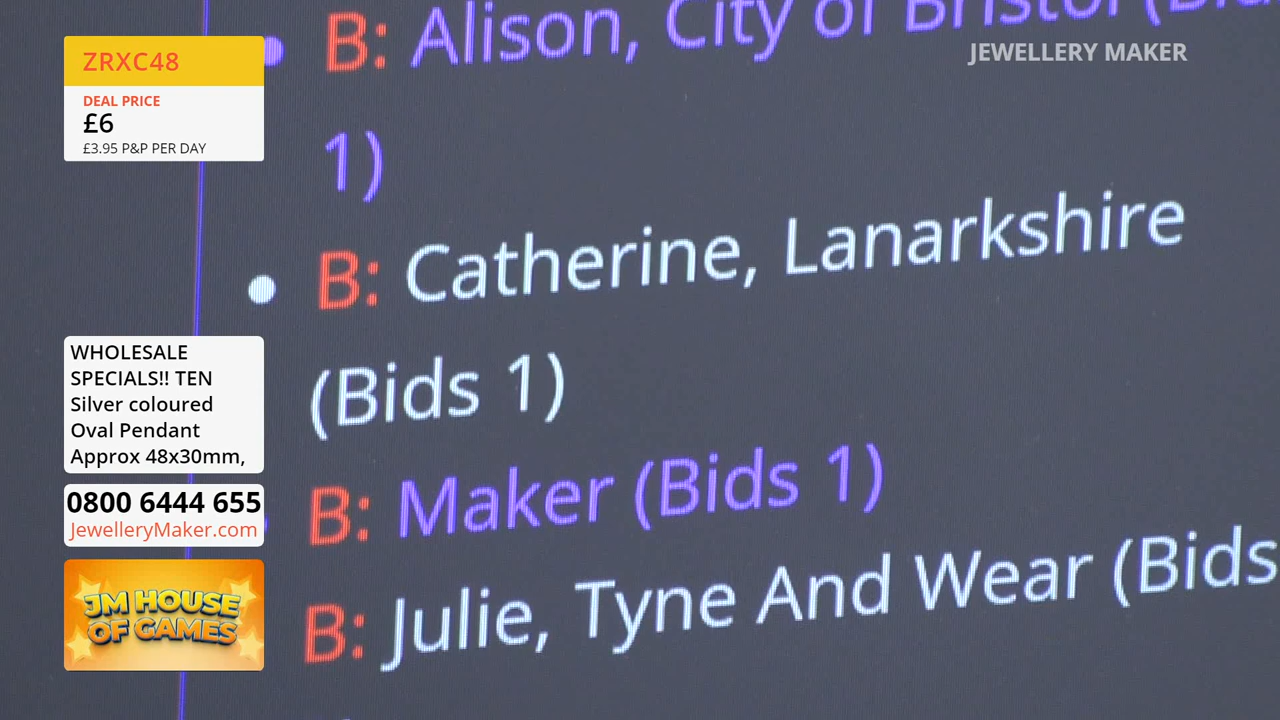 ZRXC48
DEAL PRICE
£6
£3.95 P&P PER DAY
WHOLESALE
SPECIALS!! TEN
Silver coloured
Oval Pendant
Approx 48x30mm,
0800 6444 655
JewelleryMaker.com
JM HOUSE
OF GAMES
JEWELLERY MAKER
B: Alison, City of Bristol (Bids
1)
B: Catherine, Lanarkshire
(Bids 1)
B: Maker (Bids 1)
B: Julie, Tyne And Wear (Bids